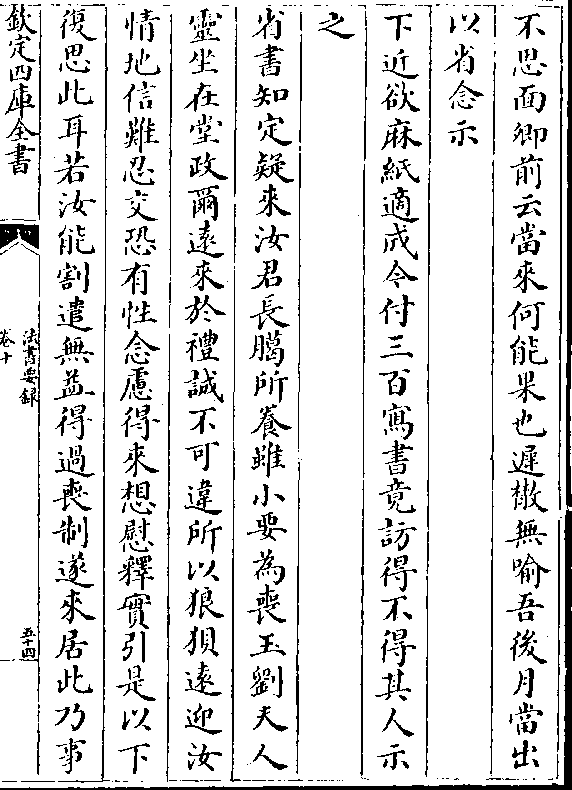 不思面卿前云當來何能果也遲㪚無喻吾後月當出
以省念示
下近欲麻紙適成今付三百寫書竟訪得不得其人示
之
省書知定疑來汝君長臈所養雖小要為喪主劉夫人
靈坐在堂政爾遠來於禮誠不可違所以狼狽遠迎汝
情地信難忍交恐有性念慮得來想慰釋實引是以下
復思此耳若汝能割遣無益得過喪制遂來居此乃事
欽定四庫全書
法書要錄
卷十
五十四